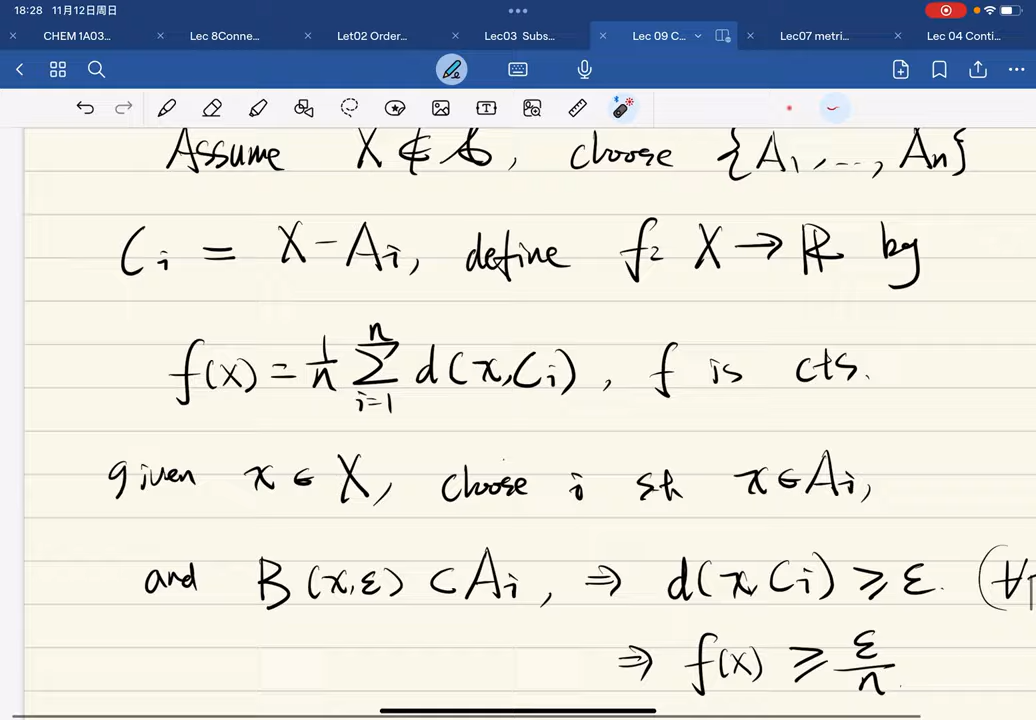 18:28 11月12日周日
CHEM 1A03... Lec 8Conne... Let02 Order... Lec03 Subs... Lec 09 C... Lec07 metri... Lec 04 Conti...
Assume X ∉ 𝒜, choose {A₁, ..., Aₙ}
Cᵢ = X − Aᵢ, define f: X → ℝ by
f(x) = 1/n ∑ᵢ₌₁ⁿ d(x, Cᵢ), f is cts.
given x ∈ X, choose i st x ∈ Aᵢ,
and B(x, ε) ⊂ Aᵢ, ⇒ d(x, Cᵢ) ≥ ε. (∀
⇒ f(x) ≥ ε/n.